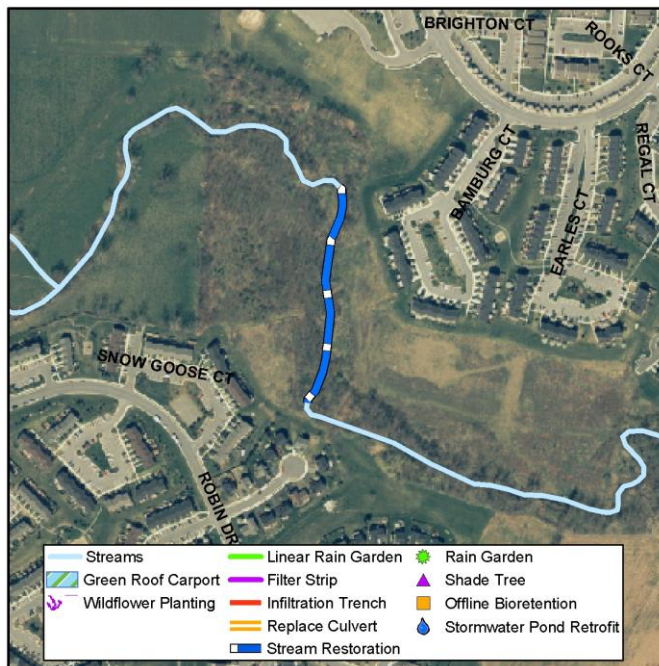 BRIGHTON CT
ROOKS CT
REGAL CT
BAMBURG CT
EARLES CT
SNOW GOOSE CT
ROBIN DR
Streams
Green Roof Carport
Wildflower Planting
Linear Rain Garden
Filter Strip
Infiltration Trench
Replace Culvert
Stream Restoration
Rain Garden
Shade Tree
Offline Bioretention
Stormwater Pond Retrofit